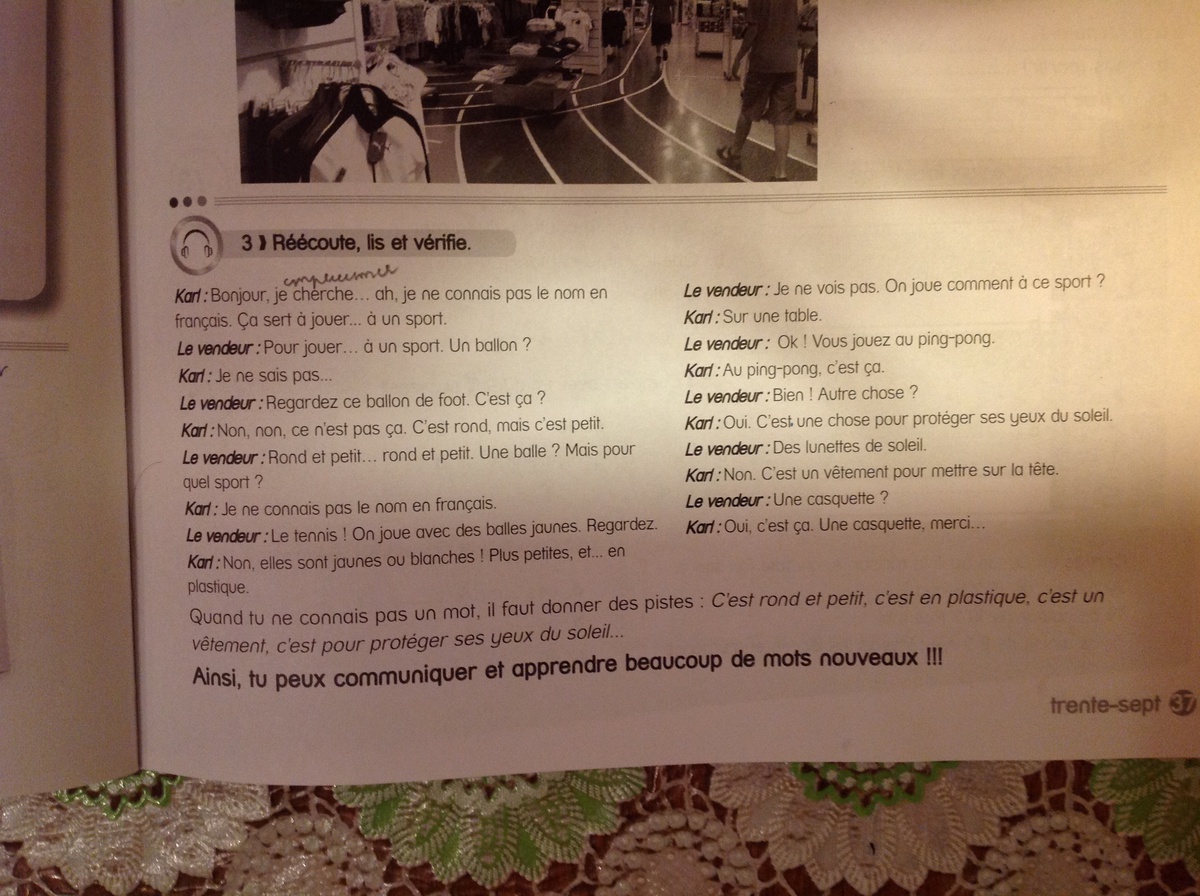 3 Réécoute, lis et vérifie.
Karl : Bonjour, je cherche... ah, je ne connais pas le nom en
français. Ça sert à jouer... à un sport.
Le vendeur : Pour jouer... à un sport. Un ballon ?
Karl : Je ne sais pas...
Le vendeur : Regardez ce ballon de foot. C'est ça ?
Karl : Non, non, ce n'est pas ça. C'est rond, mais c'est petit.
Le vendeur : Rond et petit... rond et petit. Une balle ? Mais pour
quel sport ?
Karl : Je ne connais pas le nom en français.
Le vendeur : Le tennis ! On joue avec des balles jaunes. Regardez.
Karl : Non, elles sont jaunes ou blanches ! Plus petites, et... en
plastique.
Le vendeur : Je ne vois pas. On joue comment à ce sport ?
Karl : Sur une table.
Le vendeur : Ok ! Vous jouez au ping-pong.
Karl : Au ping-pong, c'est ça.
Le vendeur : Bien ! Autre chose ?
Karl : Oui. C'est une chose pour protéger ses yeux du soleil.
Le vendeur : Des lunettes de soleil.
Karl : Non. C'est un vêtement pour mettre sur la tête.
Le vendeur : Une casquette ?
Karl : Oui, c'est ça. Une casquette, merci...
Quand tu ne connais pas un mot, il faut donner des pistes : C'est rond et petit, c'est en plastique, c'est un
vêtement, c'est pour protéger ses yeux du soleil...
Ainsi, tu peux communiquer et apprendre beaucoup de mots nouveaux !!!
trente-sept 37